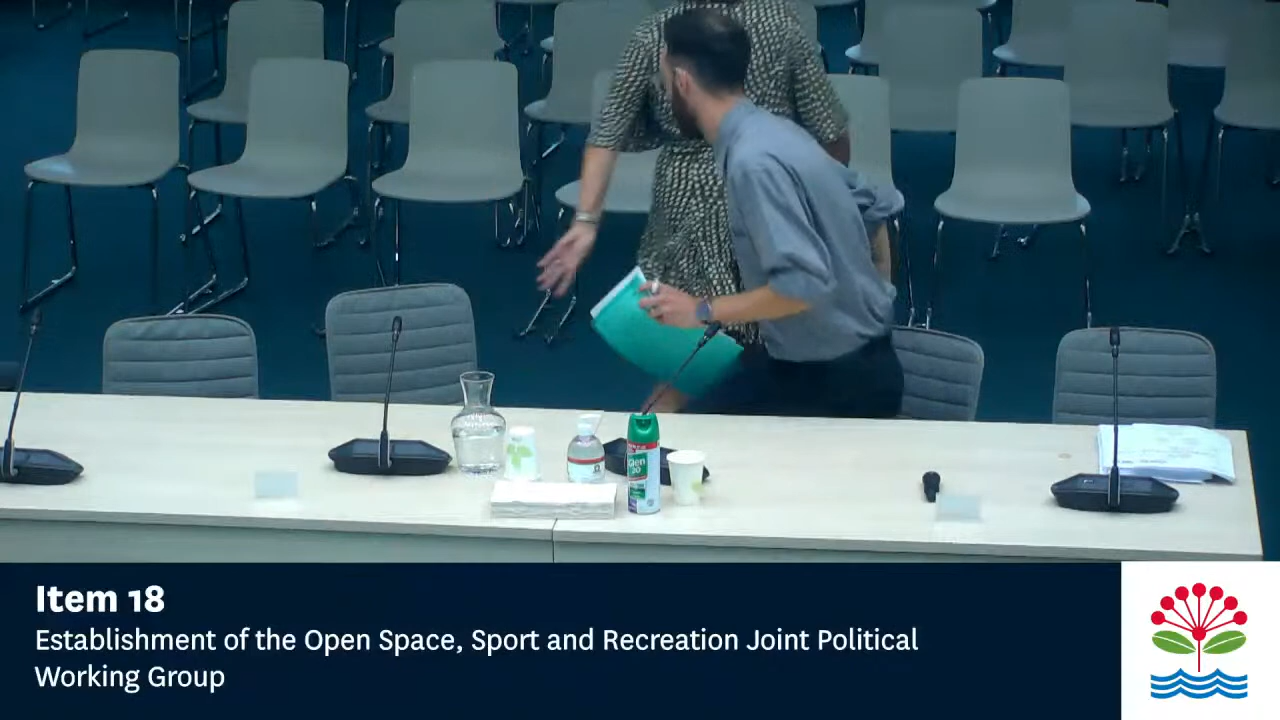 Glen
20
Item 18
Establishment of the Open Space, Sport and Recreation Joint Political
Working Group